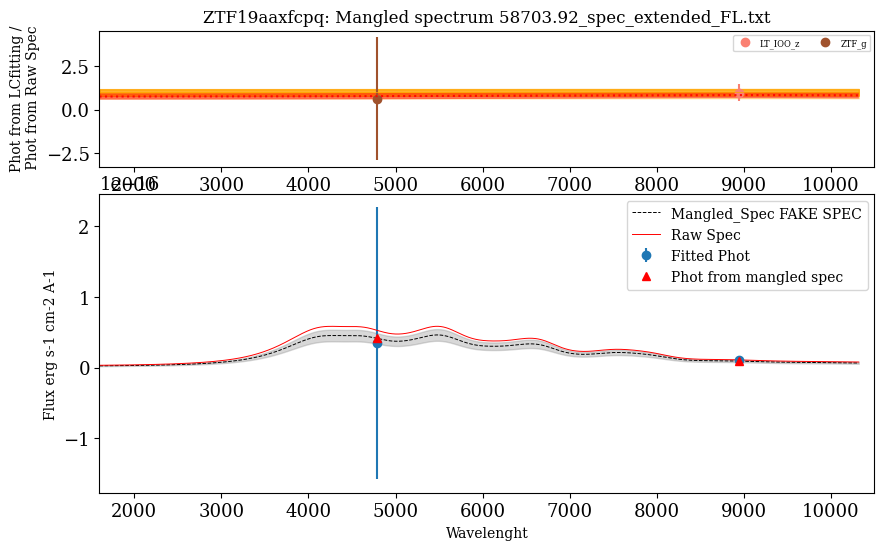 ZTF19aaxfcpq: Mangled spectrum 58703.92_spec_extended_FL.txt
Phot from LCfitting /
Phot from Raw Spec
2.5
0.0
−2.5
LT_IOO_z
ZTF_g
2000
3000
4000
5000
6000
7000
8000
9000
10000
1e−16
Flux erg s-1 cm-2 A-1
2
1
0
−1
Mangled_Spec FAKE SPEC
Raw Spec
Fitted Phot
Phot from mangled spec
2000
3000
4000
5000
6000
7000
8000
9000
10000
Wavelenght